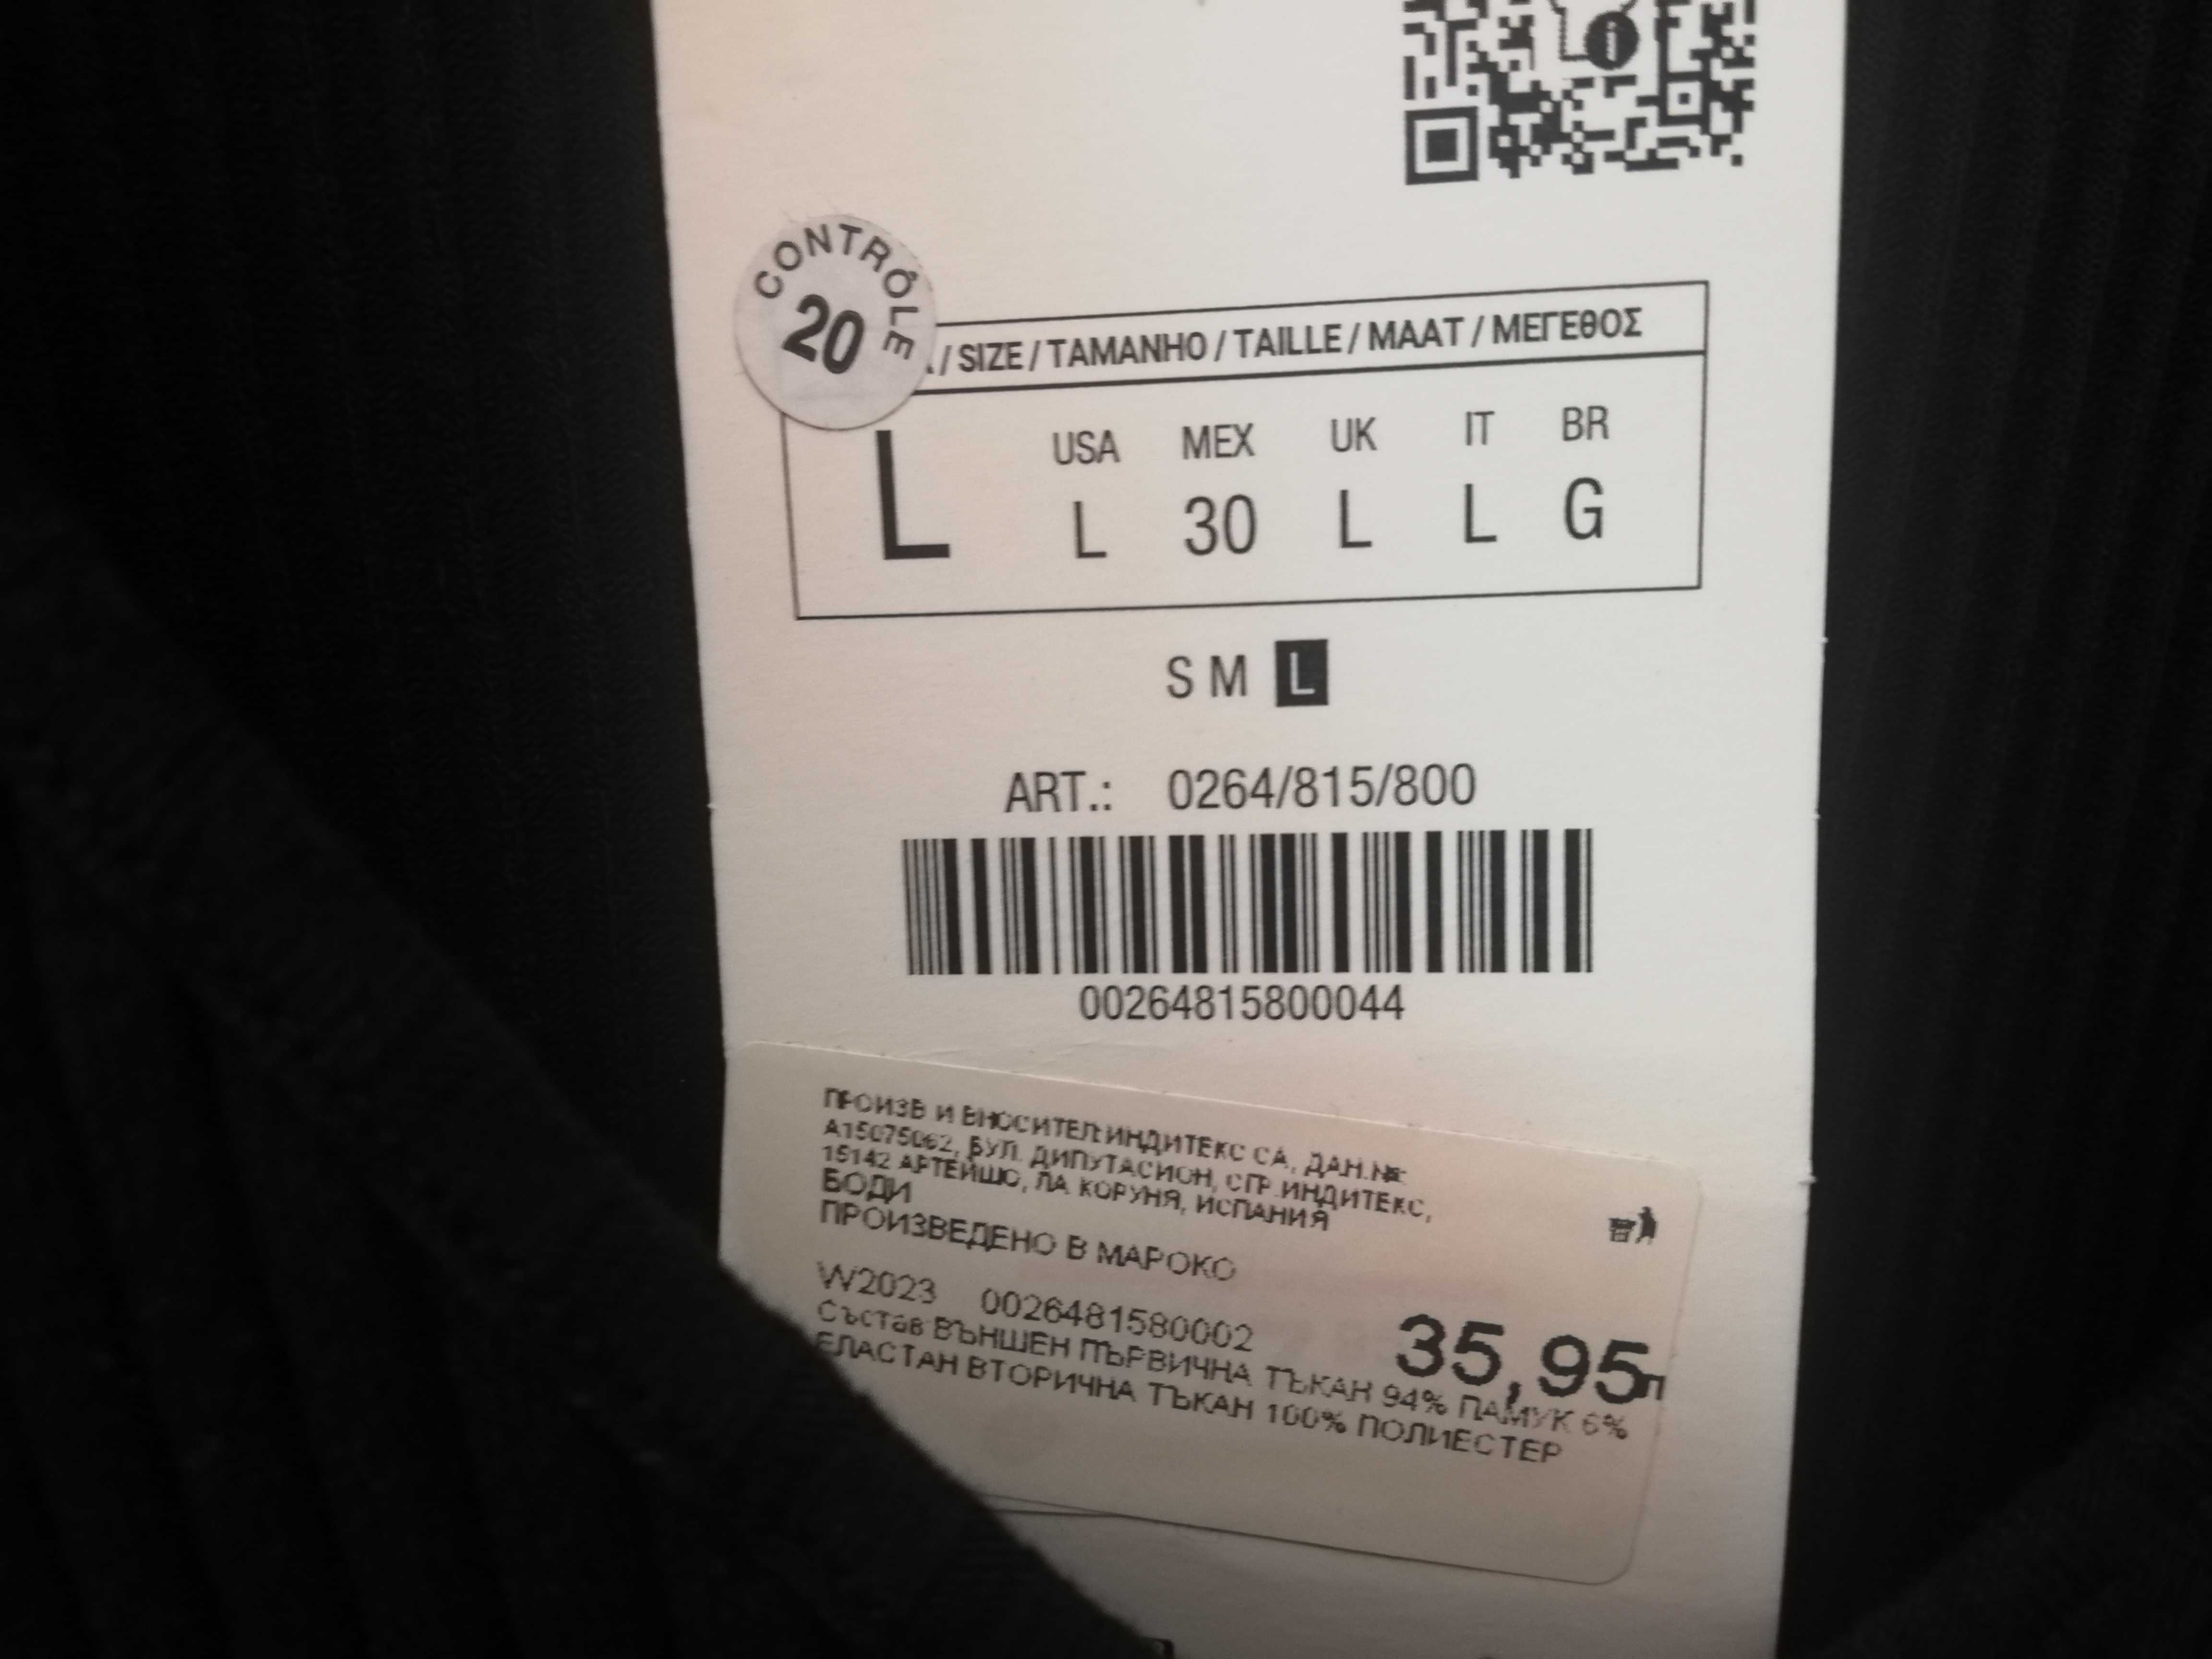 CONTRÔLE
20
/ SIZE / TAMANHO / TAILLE / MAAT / ΜΕΓΕΘΟΣ
USA MEX UK IT BR
L L 30 L L G
S M L
ART.: 0264/815/800
00264815800044
ПРОИЗВ И ВНОСИТЕЛ:ИНДИТЕКС СА, ДАН.№:
А15075062, БУЛ. ДИПУТАСИОН, СГР.ИНДИТЕКС,
15142 АРТЕЙШО, ЛА КОРУНЯ, ИСПАНИЯ
БОДИ
ПРОИЗВЕДЕНО В МАРОКО
W2023 0026481580002
35,95л
Състав ВЪНШЕН ПЪРВИЧНА ТЪКАН 94% ПАМУК 6%
ЕЛАСТАН ВТОРИЧНА ТЪКАН 100% ПОЛИЕСТЕР